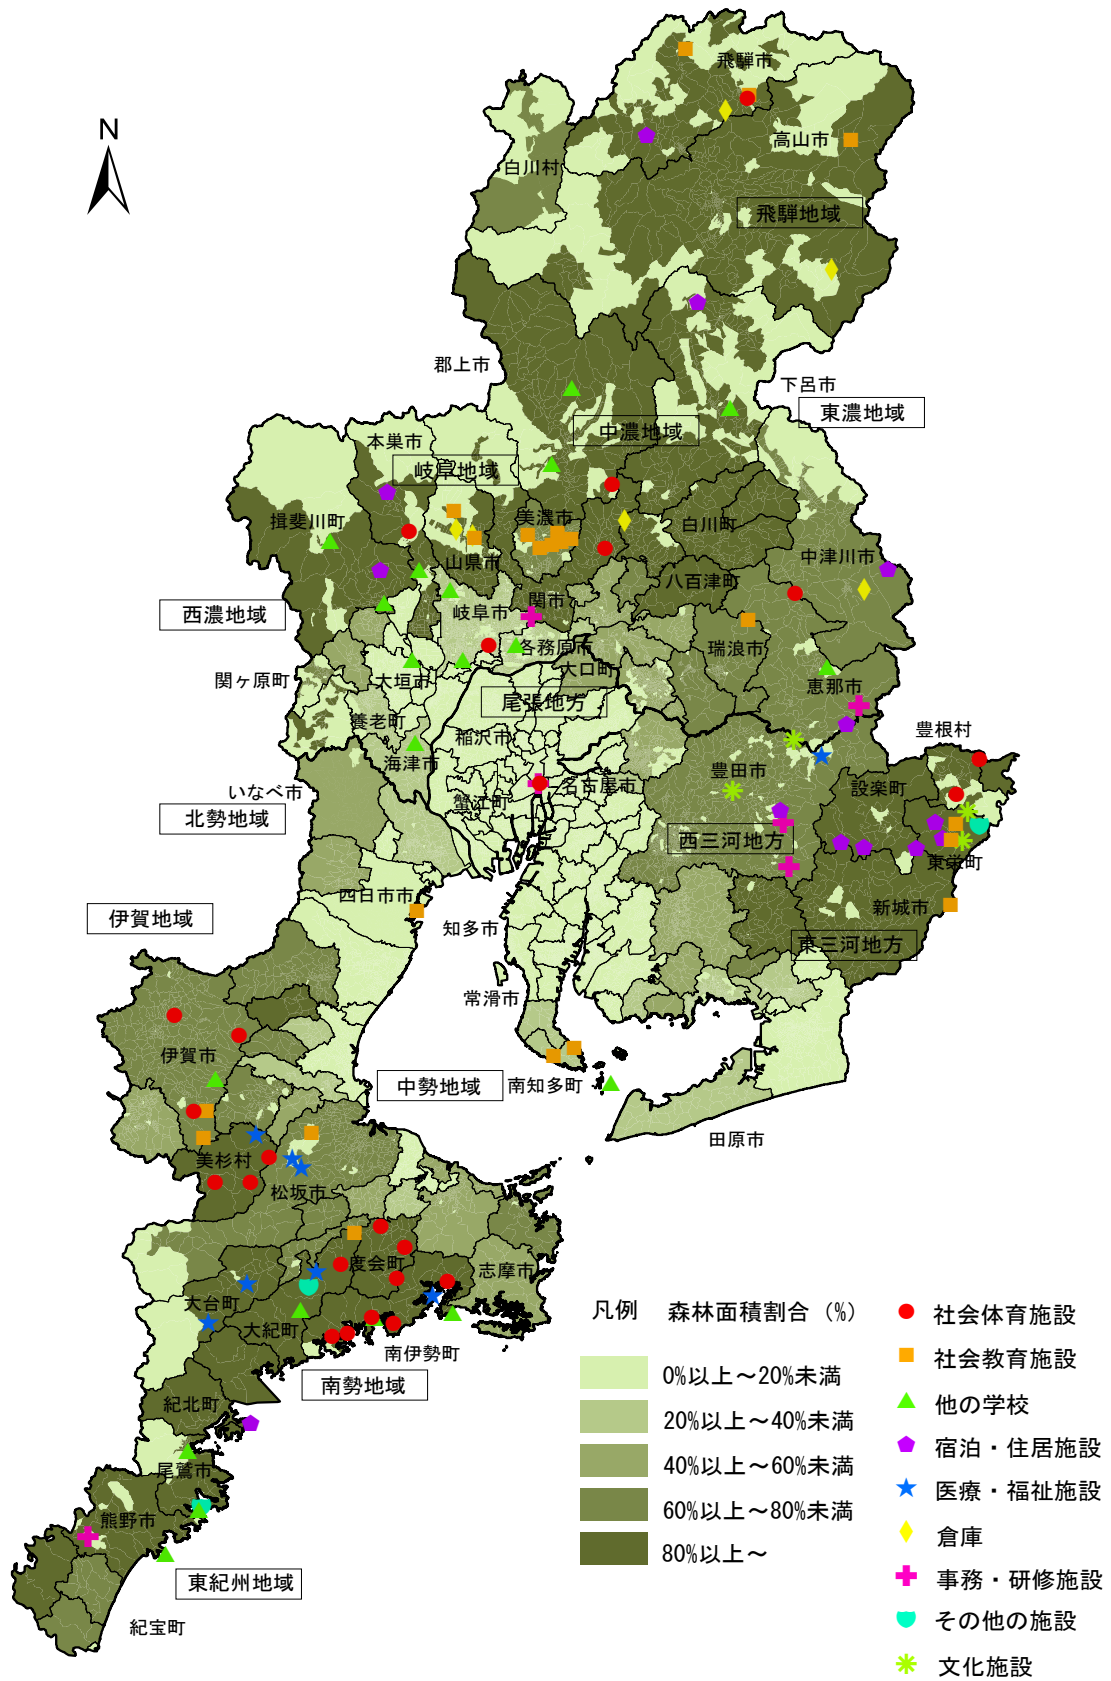 飛騨市
N
高山市
白川村
飛騨地域
郡上市
下呂市
東濃地域
中濃地域
本巣市
岐阜地域
揖斐川町
美濃市
白川町
山県市
中津川市
八百津町
西濃地域
岐阜市
関市
各務原市
瑞浪市
大口町
関ヶ原町
大垣市
恵那市
尾張地方
養老町
稲沢市
豊根村
海津市
豊田市
いなべ市
名古屋市
設楽町
蟹江町
北勢地域
西三河地方
東栄町
四日市市
新城市
伊賀地域
知多市
東三河地方
常滑市
伊賀市
中勢地域
南知多町
田原市
美杉村
松坂市
度会町
志摩市
大台町
大紀町
南伊勢町
南勢地域
紀北町
尾鷲市
熊野市
東紀州地域
紀宝町
凡例 森林面積割合 (%)
0%以上～20%未満
20%以上～40%未満
40%以上～60%未満
60%以上～80%未満
80%以上～
社会体育施設
社会教育施設
他の学校
宿泊・住居施設
医療・福祉施設
倉庫
事務・研修施設
その他の施設
文化施設